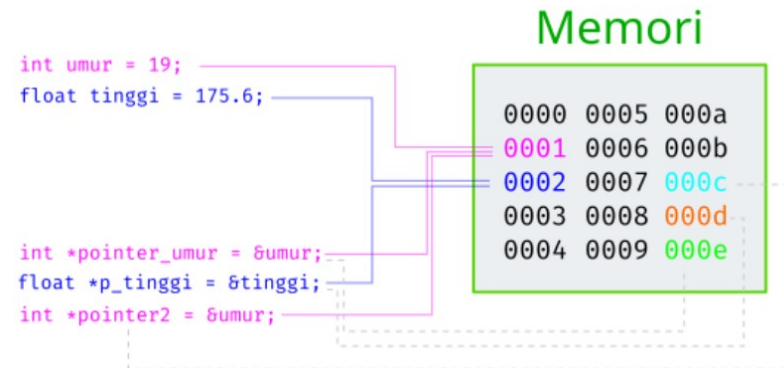 Memori
int umur = 19;
float tinggi = 175.6;
0000 0005 000a
0001 0006 000b
0002 0007 000c
0003 0008 000d
0004 0009 000e
int *pointer_umur = &umur;
float *p_tinggi = &tinggi;
int *pointer2 = &umur;